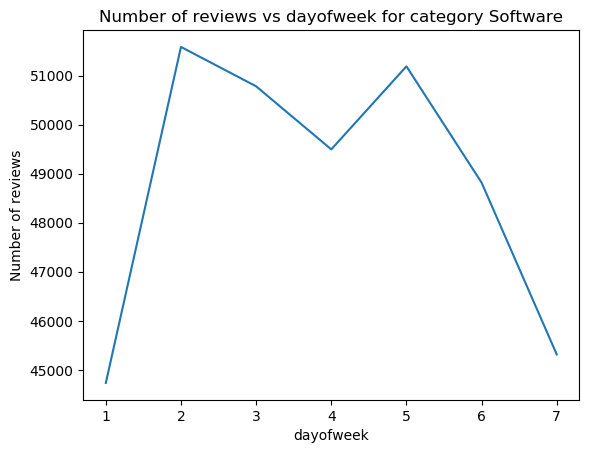 Number of reviews vs dayofweek for category Software
Number of reviews
51000
50000
49000
48000
47000
46000
45000
1 2 3 4 5 6 7
dayofweek